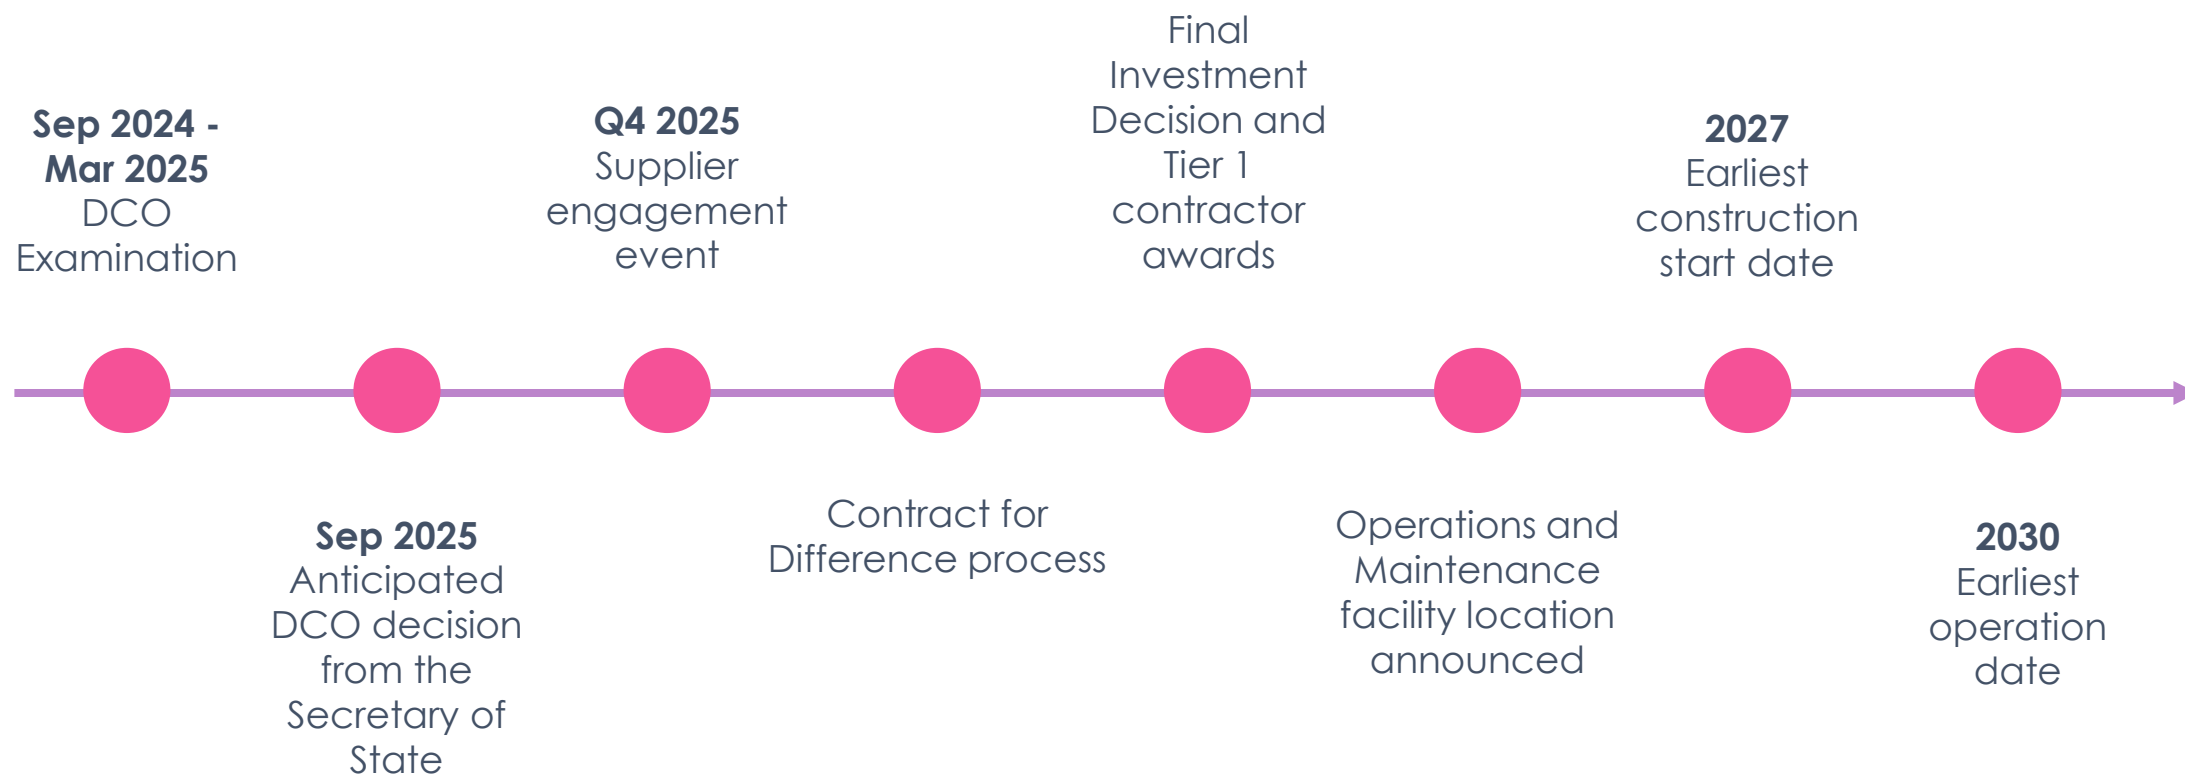 Sep 2024 -
Mar 2025
DCO
Examination
Sep 2025
Anticipated
DCO decision
from the
Secretary of
State
Q4 2025
Supplier
engagement
event
Contract for
Difference process
Final
Investment
Decision and
Tier 1
contractor
awards
Operations and
Maintenance
facility location
announced
2027
Earliest
construction
start date
2030
Earliest
operation
date